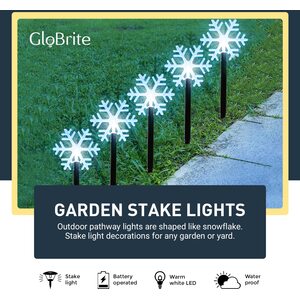 GloBrite
GARDEN STAKE LIGHTS
Outdoor pathway lights are shaped like snowflake.
Stake light decorations for any garden or yard.
Stake
light
Battery
operated
Warm
white LED
Water
proof